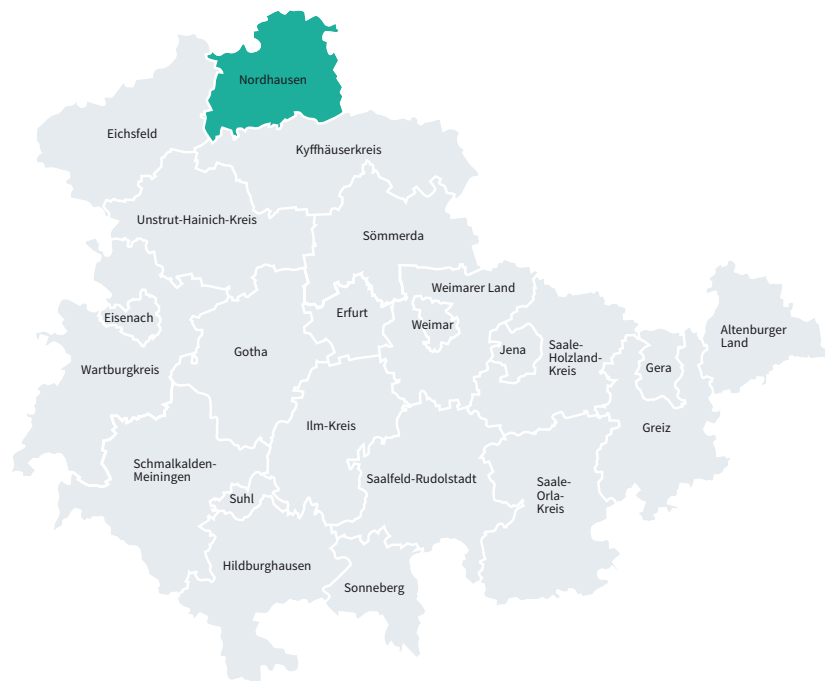 Nordhausen
Eichsfeld
Kyffhäuserkreis
Unstrut-Hainich-Kreis
Sömmerda
Weimarer Land
Eisenach
Erfurt
Weimar
Altenburger
Land
Gotha
Jena
Saale-
Holzland-
Kreis
Gera
Wartburgkreis
Ilm-Kreis
Greiz
Schmalkalden-
Meiningen
Saalfeld-Rudolstadt
Saale-
Orla-
Kreis
Suhl
Hildburghausen
Sonneberg